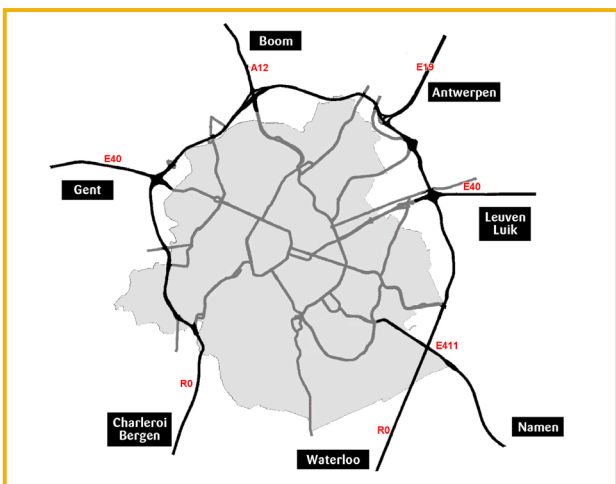 Boom
A12
E19
Antwerpen
E40
Gent
E40
Leuven
Luik
E411
R0
Charleroi
Bergen
R0
Namen
Waterloo